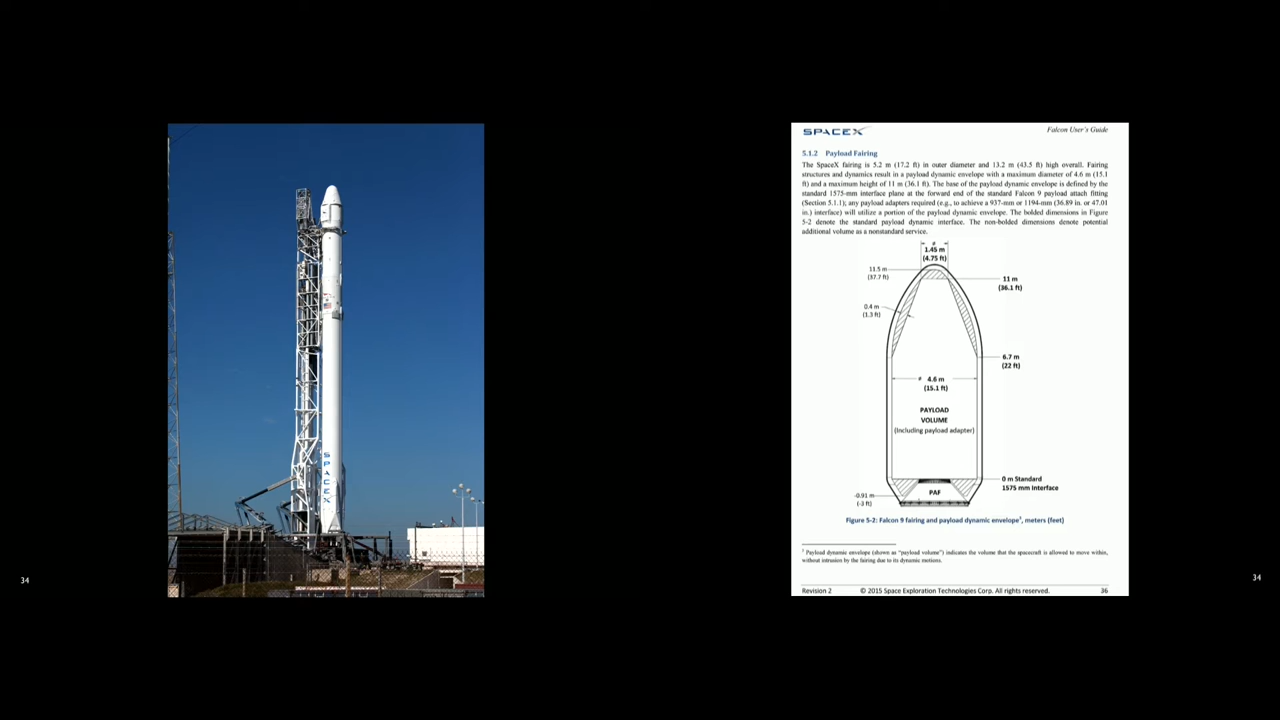 SPACEX
34
SPACEX
Falcon User's Guide
5.1.2 Payload Fairing
The SpaceX fairing is 5.2 m (17.2 ft) in outer diameter and 13.2 m (43.5 ft) high overall. Fairing
structures and dynamics result in a payload dynamic envelope with a maximum diameter of 4.6 m (15.1
ft) and a maximum height of 11 m (36.1 ft). The base of the payload dynamic envelope is defined by the
standard 1575-mm interface plane at the forward end of the standard Falcon 9 payload attach fitting
(Section 5.1.1); any payload adapters required (e.g., to achieve a 937-mm or 1194-mm (36.89 in. or 47.01
in.) interface) will utilize a portion of the payload dynamic envelope. The bolded dimensions in Figure
5-2 denote the standard payload dynamic interface. The non-bolded dimensions denote potential
additional volume as a nonstandard service.
ø
1.45 m
(4.75 ft)
11.5 m
(37.7 ft)
11 m
(36.1 ft)
0.4 m
(1.3 ft)
6.7 m
(22 ft)
ø 4.6 m
(15.1 ft)
PAYLOAD
VOLUME
(Including payload adapter)
0 m Standard
1575 mm Interface
PAF
-0.91 m
(-3 ft)
Figure 5-2: Falcon 9 fairing and payload dynamic envelope¹, meters (feet)
Payload dynamic envelope (shown as "payload volume") indicates the volume that the spacecraft is allowed to move within,
without intrusion by the fairing due to its dynamic motions.
Revision 2 © 2015 Space Exploration Technologies Corp. All rights reserved. 36
34